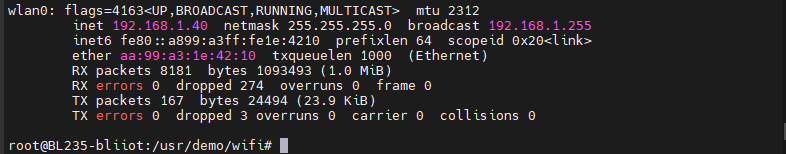 wlan0: flags=4163<UP,BROADCAST,RUNNING,MULTICAST>  mtu 2312
inet 192.168.1.40  netmask 255.255.255.0  broadcast 192.168.1.255
inet6 fe80::a899:a3ff:fe1e:4210  prefixlen 64  scopeid 0x20<link>
ether aa:99:a3:1e:42:10  txqueuelen 1000  (Ethernet)
RX packets 8181  bytes 1093493 (1.0 MiB)
RX errors 0  dropped 274  overruns 0  frame 0
TX packets 167  bytes 24494 (23.9 KiB)
TX errors 0  dropped 3 overruns 0  carrier 0  collisions 0
root@BL235-bliiot:/usr/demo/wifi#